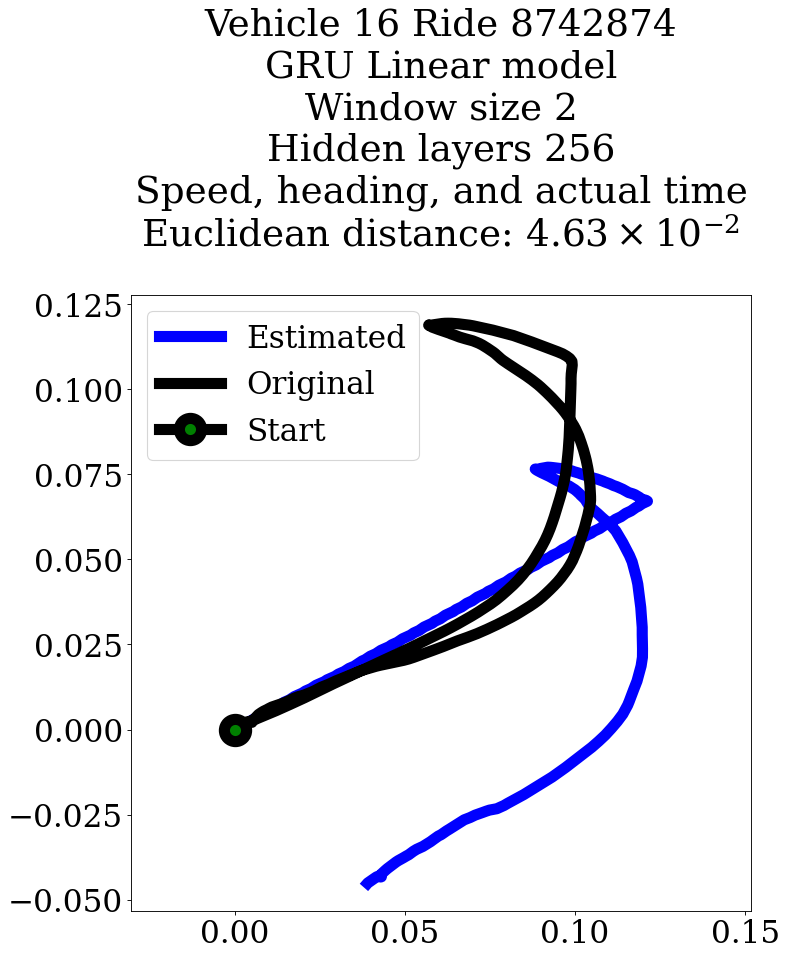 Vehicle 16 Ride 8742874
GRU Linear model
Window size 2
Hidden layers 256
Speed, heading, and actual time
Euclidean distance: 4.63 × 10⁻²
0.125
0.100
0.075
0.050
0.025
0.000
−0.025
−0.050
Estimated
Original
Start
0.00 0.05 0.10 0.15